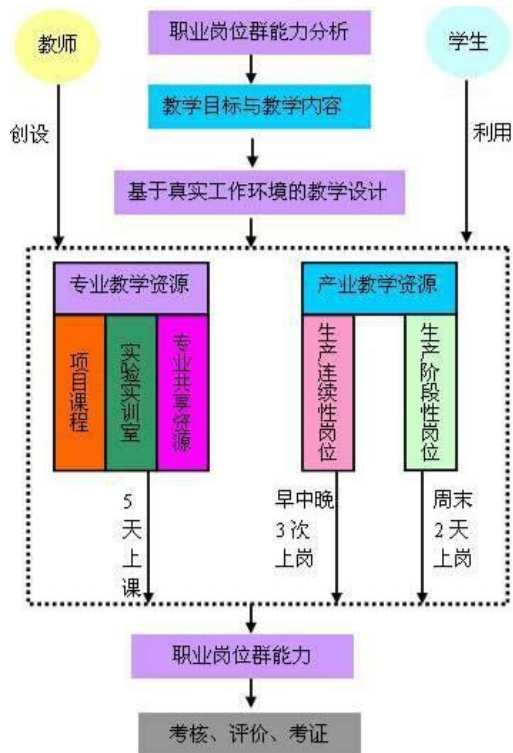 教师
职业岗位群能力分析
学生
教学目标与教学内容
创设
利用
基于真实工作环境的教学设计
专业教学资源
产业教学资源
项目课程
实验实训室
专业共享资源
生产连续性岗位
生产阶段性岗位
5
天
上
课
早中晚
3次
上岗
周末
2天
上岗
职业岗位群能力
考核、评价、考证